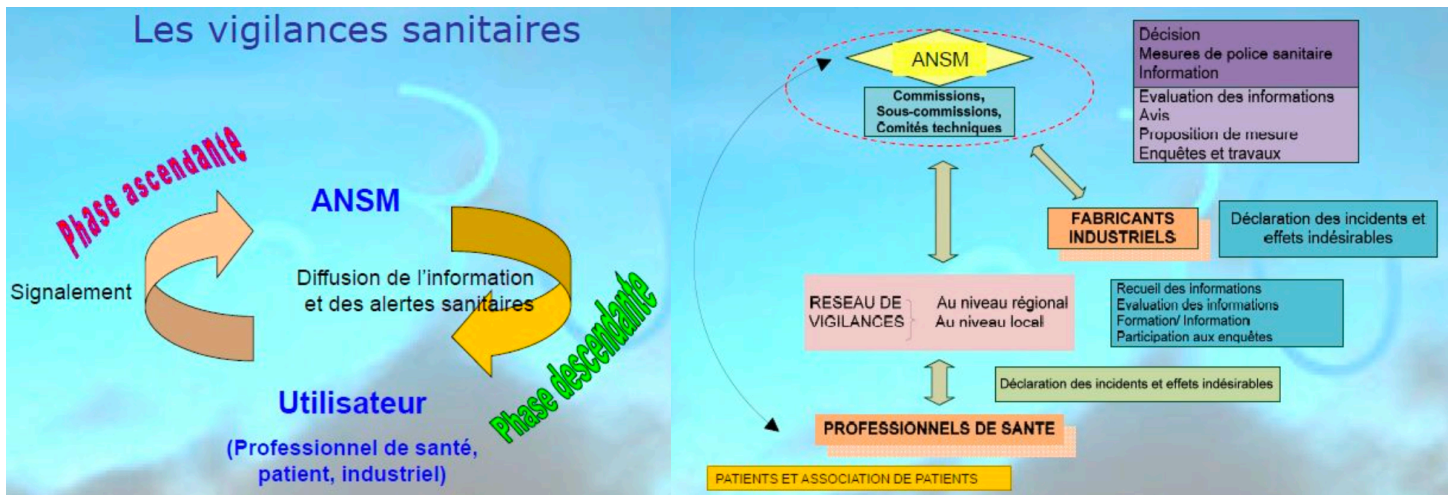 Les vigilances sanitaires
Phase ascendante
ANSM
Signalement
Diffusion de l'information
et des alertes sanitaires
Phase descendante
Utilisateur
(Professionnel de santé,
patient, industriel)
ANSM
Commissions,
Sous-commissions,
Comités techniques
Décision
Mesures de police sanitaire
Information
Evaluation des informations
Avis
Proposition de mesure
Enquêtes et travaux
FABRICANTS
INDUSTRIELS
Déclaration des incidents et
effets indésirables
RESEAU DE
VIGILANCES
Au niveau régional
Au niveau local
Recueil des informations
Evaluation des informations
Formation/ Information
Participation aux enquêtes
Déclaration des incidents et effets indésirables
PROFESSIONNELS DE SANTE
PATIENTS ET ASSOCIATION DE PATIENTS